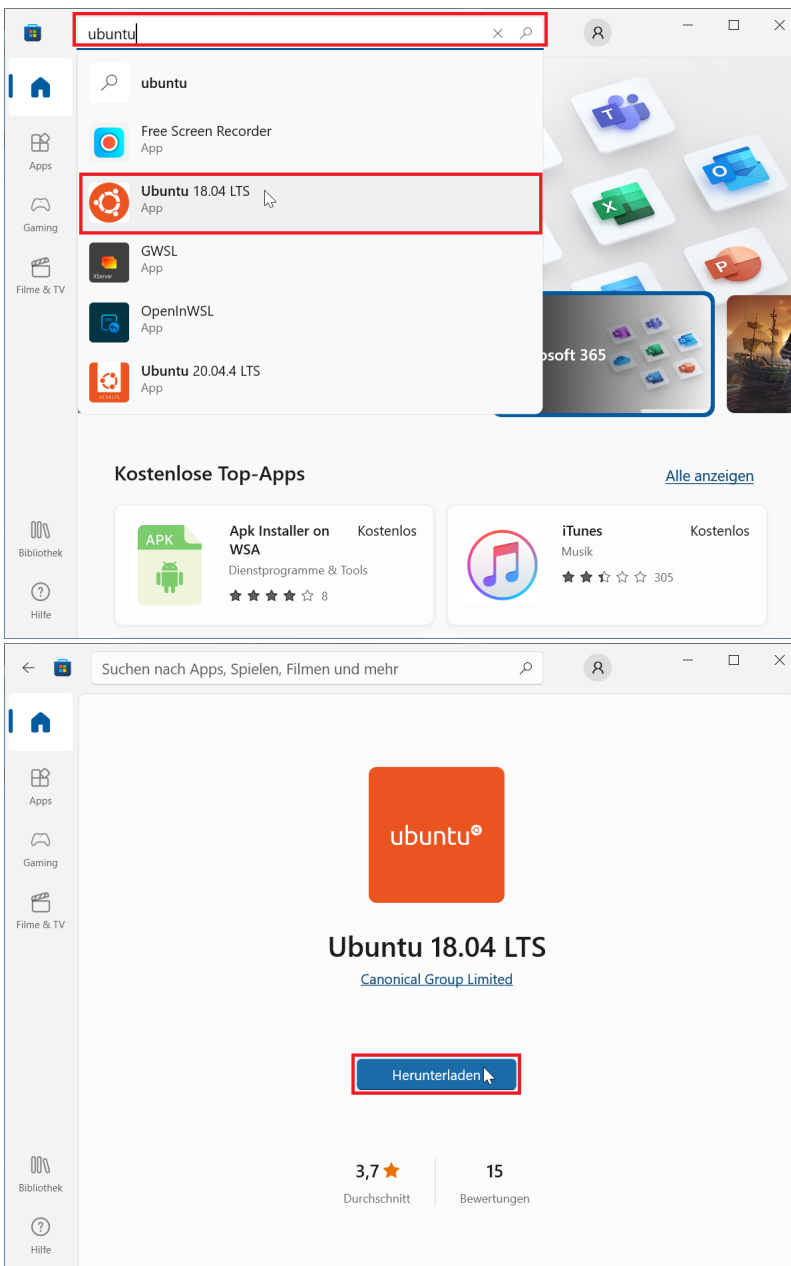 ubuntu
ubuntu
Free Screen Recorder
App
Ubuntu 18.04 LTS
App
GWSL
App
OpenInWSL
App
Ubuntu 20.04.4 LTS
App
Apps
Gaming
Filme & TV
osoft 365
Kostenlose Top-Apps
Alle anzeigen
APK
Apk Installer on WSA
Kostenlos
Dienstprogramme & Tools
8
iTunes
Kostenlos
Musik
305
Bibliothek
Hilfe
Suchen nach Apps, Spielen, Filmen und mehr
Apps
Gaming
Filme & TV
ubuntu
Ubuntu 18.04 LTS
Canonical Group Limited
Herunterladen
3,7
15
Durchschnitt
Bewertungen
Bibliothek
Hilfe